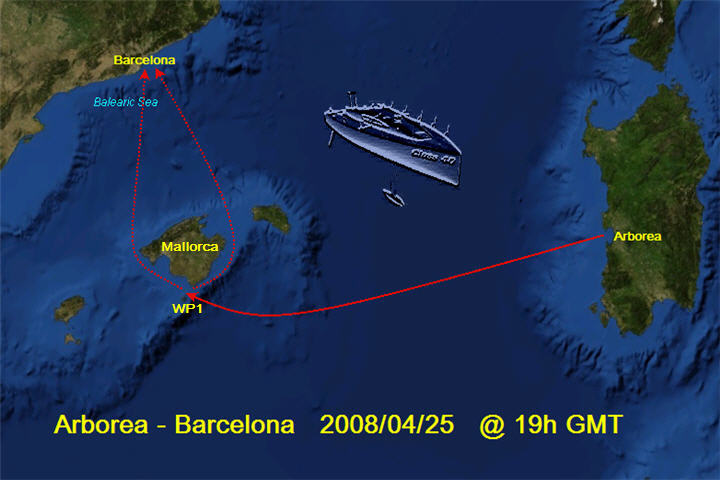 Barcelona
Balearic Sea
Class 40
Mallorca
Arborea
WP1
Arborea - Barcelona 2008/04/25 @ 19h GMT